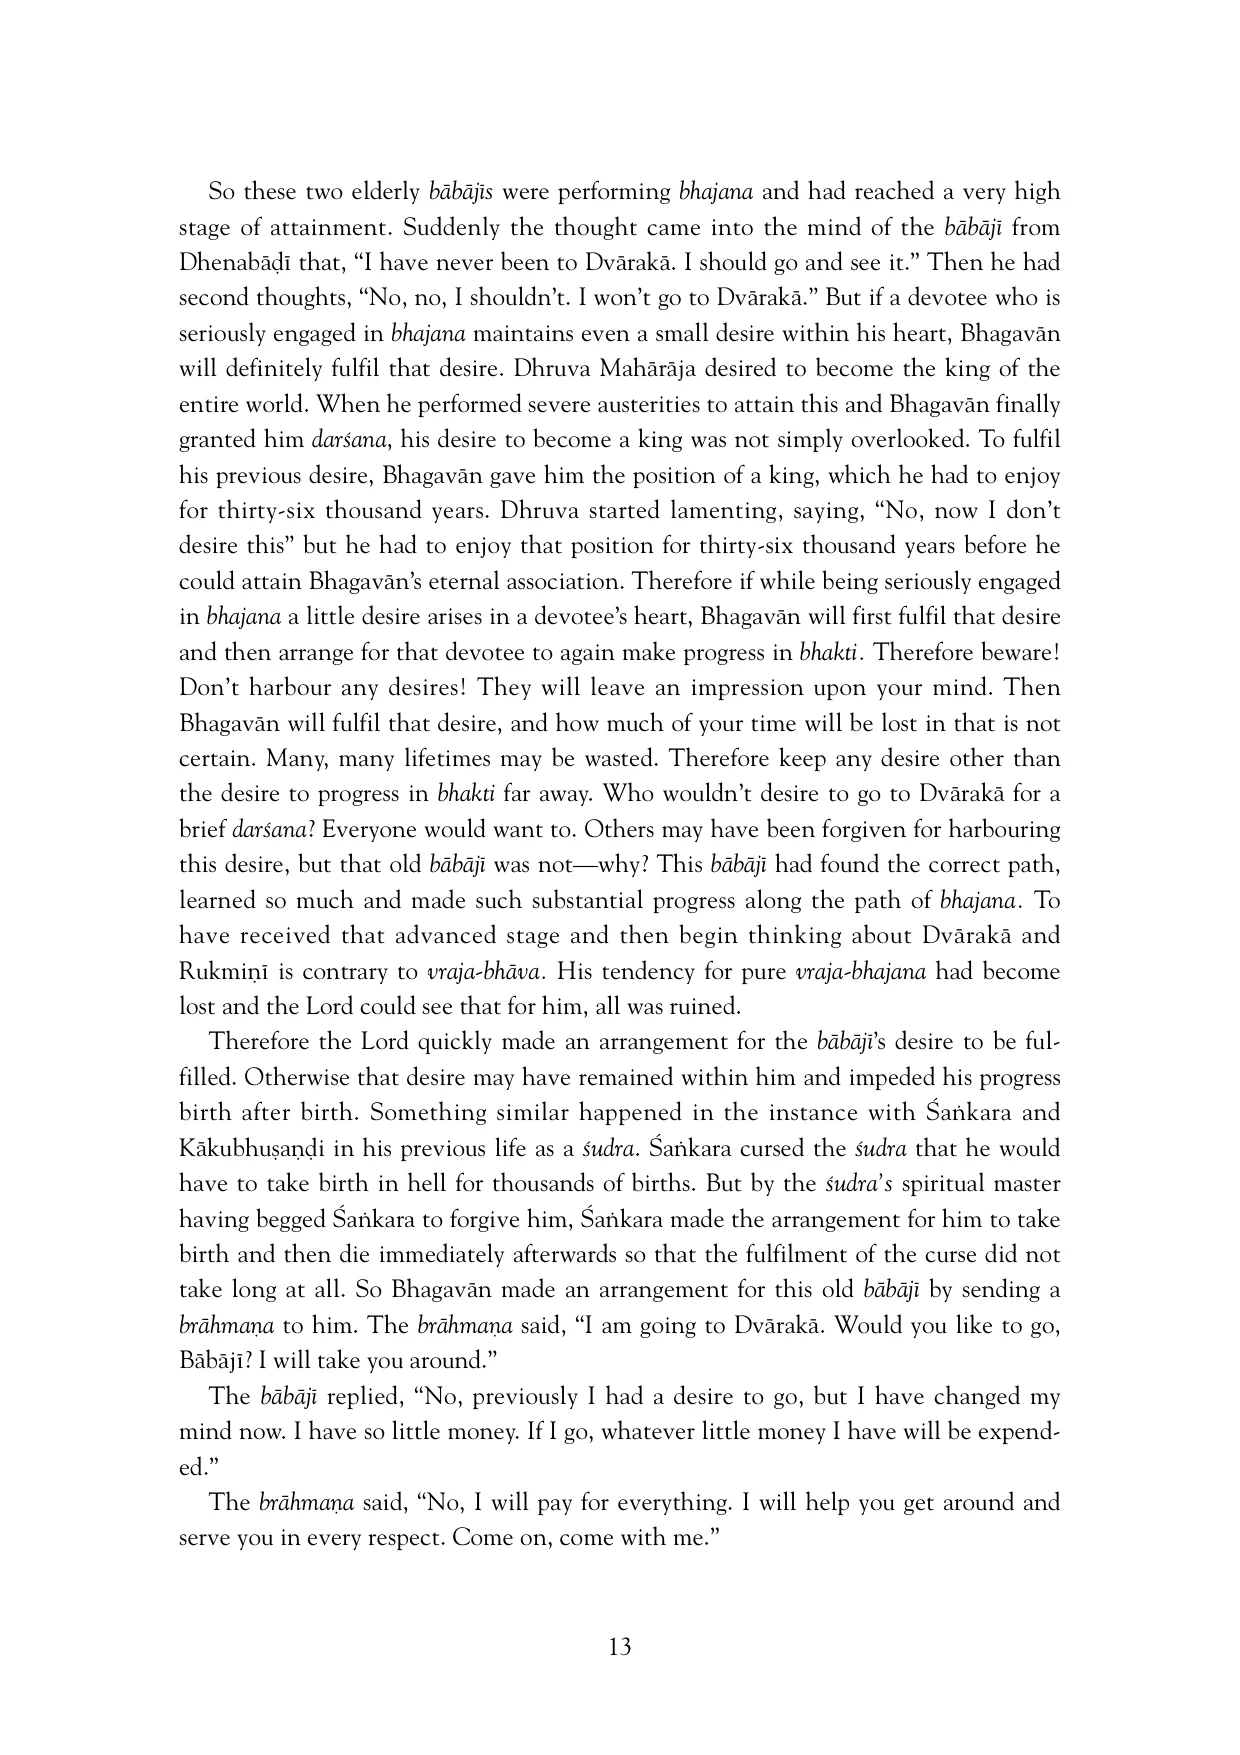 So these two elderly bābājīs were performing bhajana and had reached a very high
stage of attainment. Suddenly the thought came into the mind of the bābājī from
Dhenabāḍī that, “I have never been to Dvārakā. I should go and see it.” Then he had
second thoughts, “No, no, I shouldn’t. I won’t go to Dvārakā.” But if a devotee who is
seriously engaged in bhajana maintains even a small desire within his heart, Bhagavān
will definitely fulfil that desire. Dhruva Mahārāja desired to become the king of the
entire world. When he performed severe austerities to attain this and Bhagavān finally
granted him darśana, his desire to become a king was not simply overlooked. To fulfil
his previous desire, Bhagavān gave him the position of a king, which he had to enjoy
for thirty-six thousand years. Dhruva started lamenting, saying, “No, now I don’t
desire this” but he had to enjoy that position for thirty-six thousand years before he
could attain Bhagavān’s eternal association. Therefore if while being seriously engaged
in bhajana a little desire arises in a devotee’s heart, Bhagavān will first fulfil that desire
and then arrange for that devotee to again make progress in bhakti. Therefore beware!
Don’t harbour any desires! They will leave an impression upon your mind. Then
Bhagavān will fulfil that desire, and how much of your time will be lost in that is not
certain. Many, many lifetimes may be wasted. Therefore keep any desire other than
the desire to progress in bhakti far away. Who wouldn’t desire to go to Dvārakā for a
brief darśana? Everyone would want to. Others may have been forgiven for harbouring
this desire, but that old bābājī was not—why? This bābājī had found the correct path,
learned so much and made such substantial progress along the path of bhajana. To
have received that advanced stage and then begin thinking about Dvārakā and
Rukmiṇī is contrary to vraja-bhāva. His tendency for pure vraja-bhajana had become
lost and the Lord could see that for him, all was ruined.
Therefore the Lord quickly made an arrangement for the bābājī’s desire to be ful-
filled. Otherwise that desire may have remained within him and impeded his progress
birth after birth. Something similar happened in the instance with Śaṅkara and
Kākubhuṣaṇḍi in his previous life as a śudra. Śaṅkara cursed the śudra that he would
have to take birth in hell for thousands of births. But by the śudra’s spiritual master
having begged Śaṅkara to forgive him, Śaṅkara made the arrangement for him to take
birth and then die immediately afterwards so that the fulfilment of the curse did not
take long at all. So Bhagavān made an arrangement for this old bābājī by sending a
brāhmaṇa to him. The brāhmaṇa said, “I am going to Dvārakā. Would you like to go,
Bābājī? I will take you around.”
The bābājī replied, “No, previously I had a desire to go, but I have changed my
mind now. I have so little money. If I go, whatever little money I have will be expend-
ed.”
The brāhmaṇa said, “No, I will pay for everything. I will help you get around and
serve you in every respect. Come on, come with me.”
13